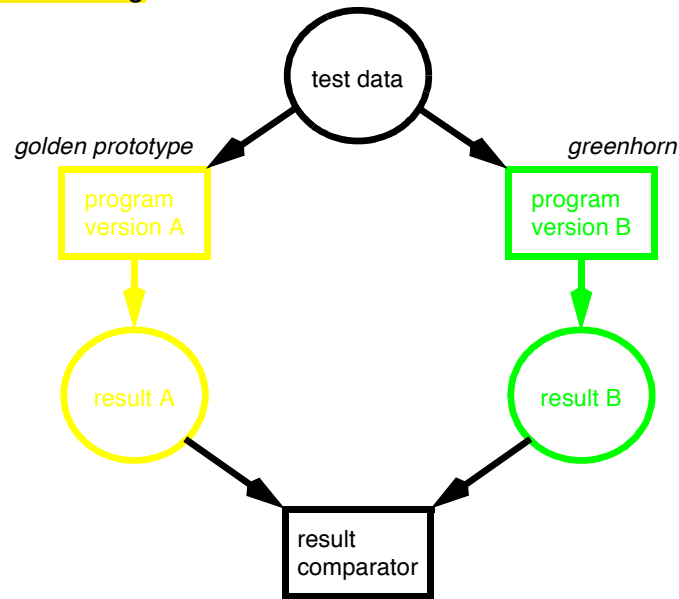 test data
golden prototype
greenhorn
program
version A
program
version B
result A
result B
result
comparator